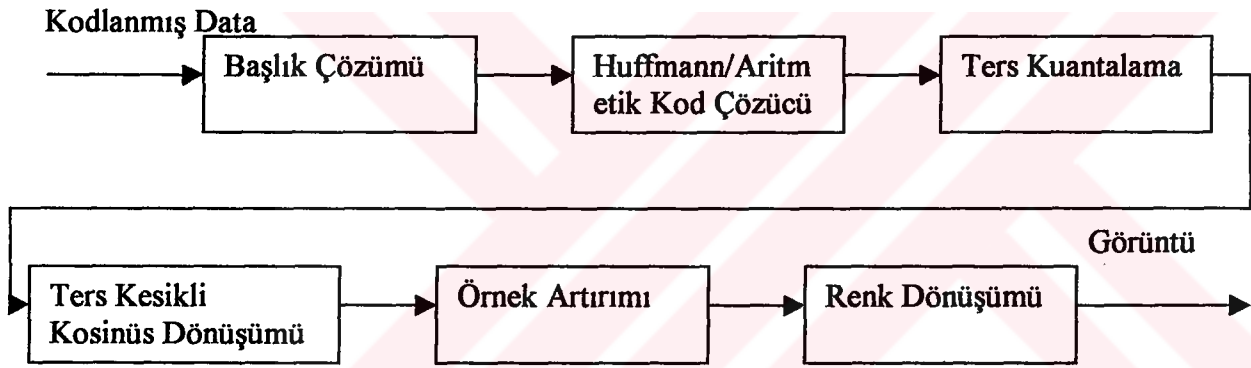 Kodlanmış Data
Başlık Çözümü
Huffmann/Aritm
etik Kod Çözücü
Ters Kuantalama
Görüntü
Ters Kesikli
Kosinüs Dönüşümü
Örnek Artırımı
Renk Dönüşümü